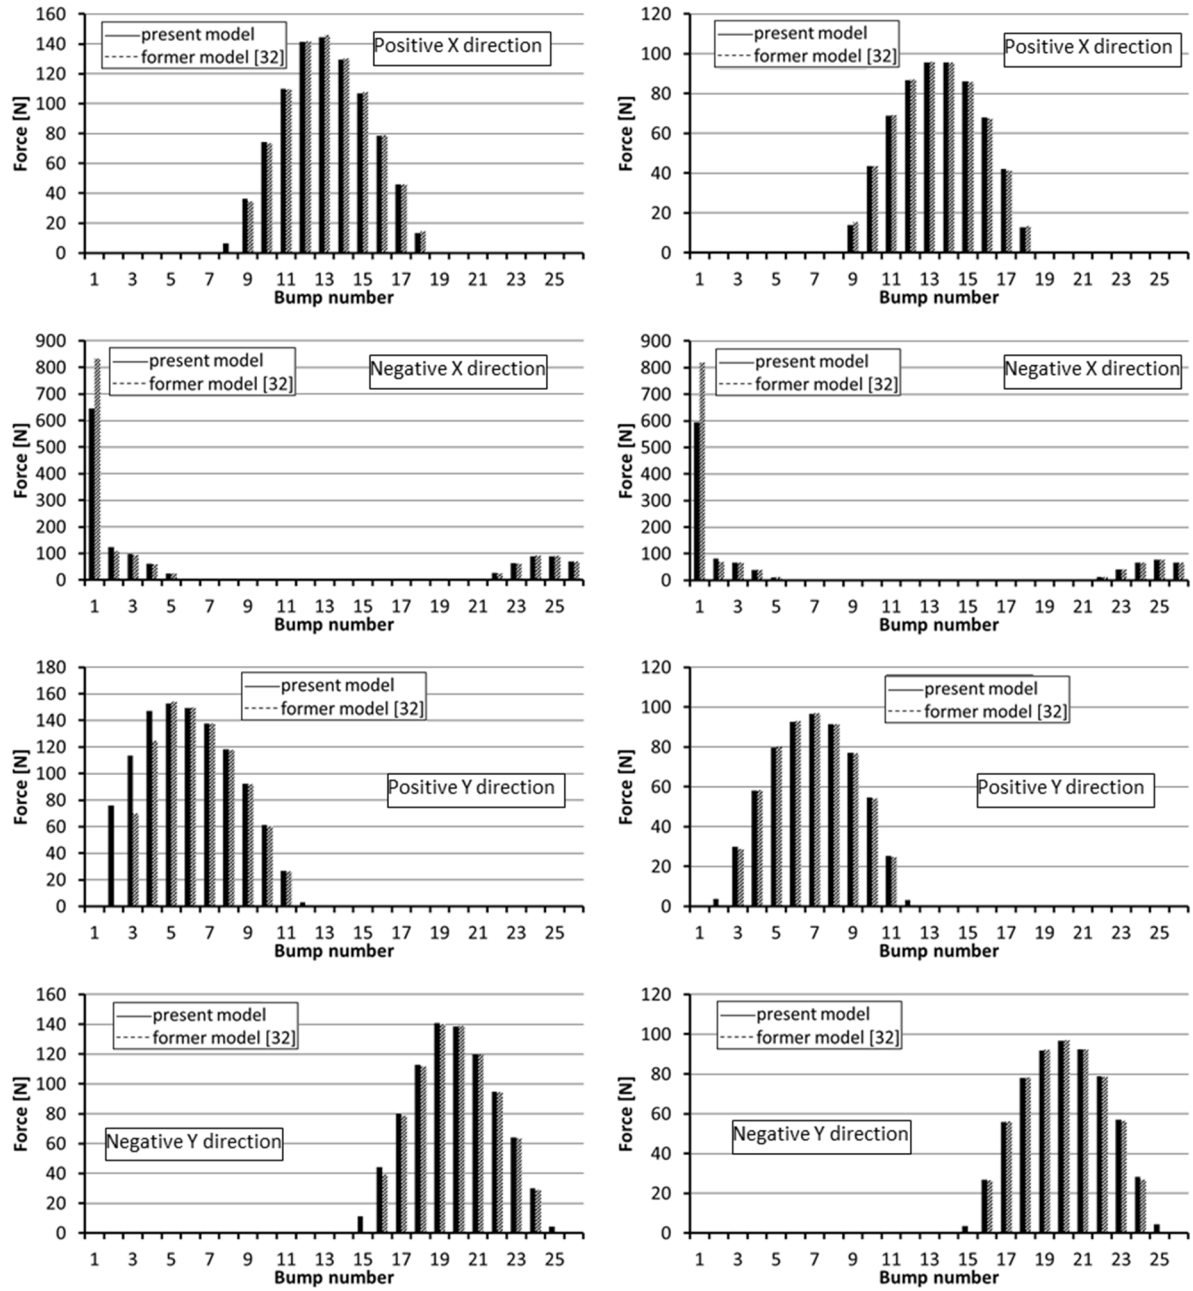 160
140
120
100
80
60
40
20
0
Force [N]
present model
former model [32]
Positive X direction
1 3 5 7 9 11 13 15 17 19 21 23 25
Bump number
120
100
80
60
40
20
0
Force [N]
present model
former model [32]
Positive X direction
1 3 5 7 9 11 13 15 17 19 21 23 25
Bump number
900
800
700
600
500
400
300
200
100
0
Force [N]
present model
former model [32]
Negative X direction
1 3 5 7 9 11 13 15 17 19 21 23 25
Bump number
900
800
700
600
500
400
300
200
100
0
Force [N]
present model
former model [32]
Negative X direction
1 3 5 7 9 11 13 15 17 19 21 23 25
Bump number
180
160
140
120
100
80
60
40
20
0
Force [N]
present model
former model [32]
Positive Y direction
1 3 5 7 9 11 13 15 17 19 21 23 25
Bump number
120
100
80
60
40
20
0
Force [N]
present model
former model [32]
Positive Y direction
1 3 5 7 9 11 13 15 17 19 21 23 25
Bump number
160
140
120
100
80
60
40
20
0
Force [N]
present model
former model [32]
Negative Y direction
1 3 5 7 9 11 13 15 17 19 21 23 25
Bump number
120
100
80
60
40
20
0
Force [N]
present model
former model [32]
Negative Y direction
1 3 5 7 9 11 13 15 17 19 21 23 25
Bump number